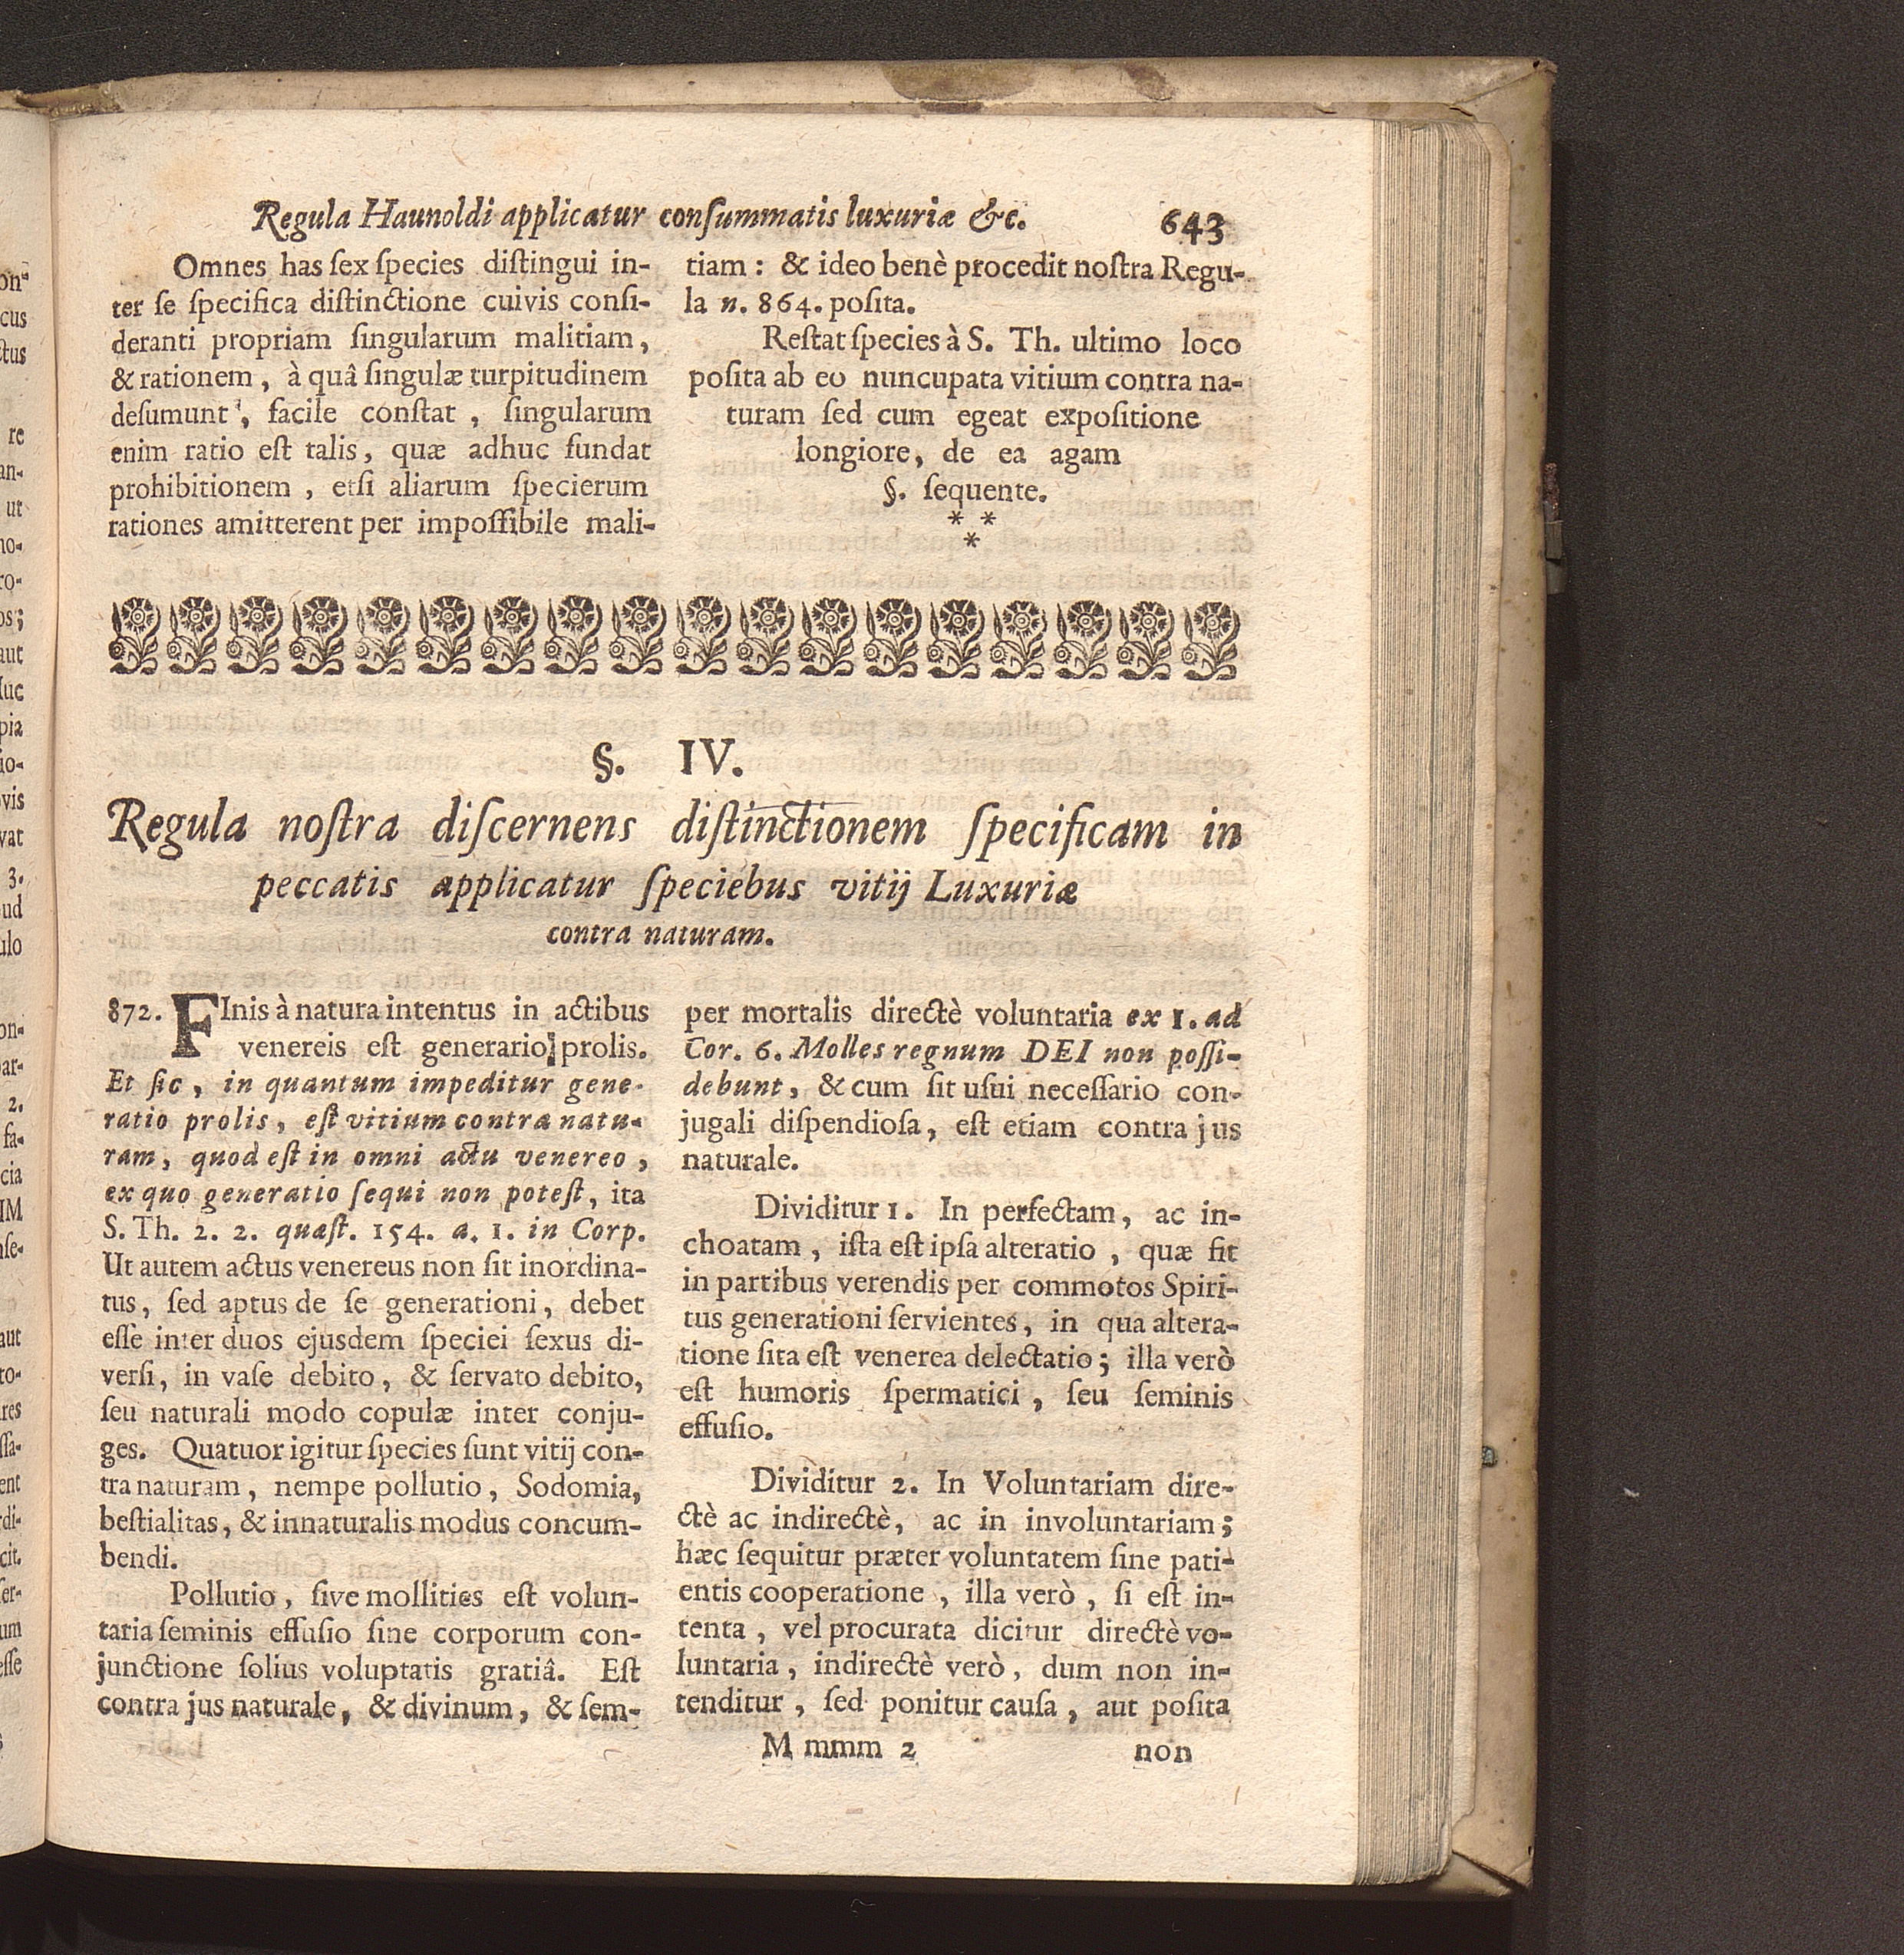 Regula Haunoldi applicatur conſummatis luxuriæ &c. 643
Omnes has ſex ſpecies diſtingui in-
ter ſe ſpecifica diſtinctione cuivis conſi-
deranti propriam ſingularum malitiam,
& rationem, à quâ ſingulæ turpitudinem
deſumunt, facile conſtat, ſingularum
enim ratio eſt talis, quæ adhuc fundat
prohibitionem, etſi aliarum ſpecierum
rationes amitterent per impoſſibile mali-
tiam: & ideo benè procedit noſtra Regu-
la n. 864. poſita.
Reſtat ſpecies à S. Th. ultimo loco
poſita ab eo nuncupata vitium contra na-
turam ſed cum egeat expoſitione
longiore, de ea agam
§. ſequente.
* *
*
§. IV.
Regula noſtra diſcernens diſtinctionem ſpecificam in
peccatis applicatur ſpeciebus vitij Luxuriæ
contra naturam.
872. FInis à natura intentus in actibus
venereis eſt generatio prolis.
Et ſic, in quantum impeditur gene-
ratio prolis, eſt vitium contra natu-
ram, quod eſt in omni actu venereo,
ex quo generatio ſequi non poteſt, ita
S. Th. 2. 2. quæſt. 154. a. 1. in Corp.
Ut autem actus venereus non ſit inordina-
tus, ſed aptus de ſe generationi, debet
eſſe inter duos ejusdem ſpeciei ſexus di-
verſi, in vaſe debito, & ſervato debito,
ſeu naturali modo copulæ inter conju-
ges. Quatuor igitur ſpecies ſunt vitij con-
tra naturam, nempe pollutio, Sodomia,
beſtialitas, & innaturalis modus concum-
bendi.
Pollutio, ſive mollities eſt volun-
taria ſeminis effuſio ſine corporum con-
junctione ſolius voluptatis gratiâ. Eſt
contra jus naturale, & divinum, & ſem-
per mortalis directè voluntaria ex 1. ad
Cor. 6. Molles regnum DEI non poſſi-
debunt, & cum ſit uſui neceſſario con-
jugali diſpendioſa, eſt etiam contra jus
naturale.
Dividitur 1. In perfectam, ac in-
choatam, iſta eſt ipſa alteratio, quæ fit
in partibus verendis per commotos Spiri-
tus generationi ſervientes, in qua altera-
tione ſita eſt venerea delectatio; illa verò
eſt humoris ſpermatici, ſeu ſeminis
effuſio.
Dividitur 2. In Voluntariam dire-
ctè ac indirectè, ac in involuntariam;
hæc ſequitur præter voluntatem ſine pati-
entis cooperatione, illa verò, ſi eſt in-
tenta, vel procurata dicitur directè vo-
luntaria, indirectè verò, dum non in-
tenditur, ſed ponitur cauſa, aut poſita
M mmm 2 non